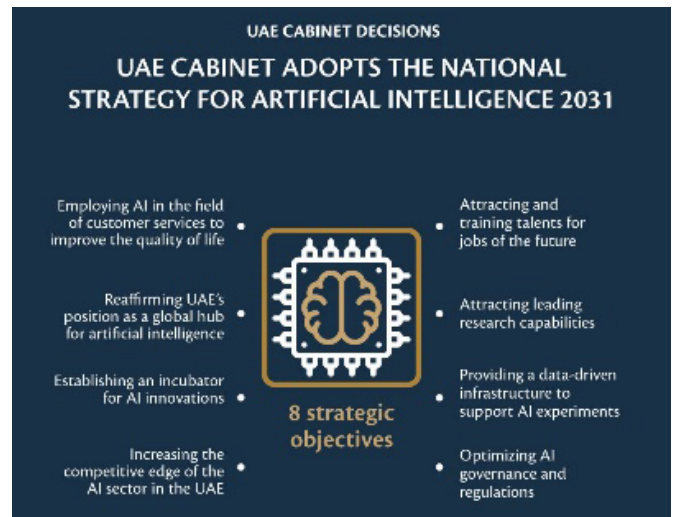 UAE CABINET DECISIONS
UAE CABINET ADOPTS THE NATIONAL
STRATEGY FOR ARTIFICIAL INTELLIGENCE 2031
Employing AI in the field
of customer services to
improve the quality of life
Reaffirming UAE's
position as a global hub
for artificial intelligence
Establishing an incubator
for AI innovations
Increasing the
competitive edge of the
AI sector in the UAE
8 strategic
objectives
Attracting and
training talents for
jobs of the future
Attracting leading
research capabilities
Providing a data-driven
infrastructure to
support AI experiments
Optimizing AI
governance and
regulations